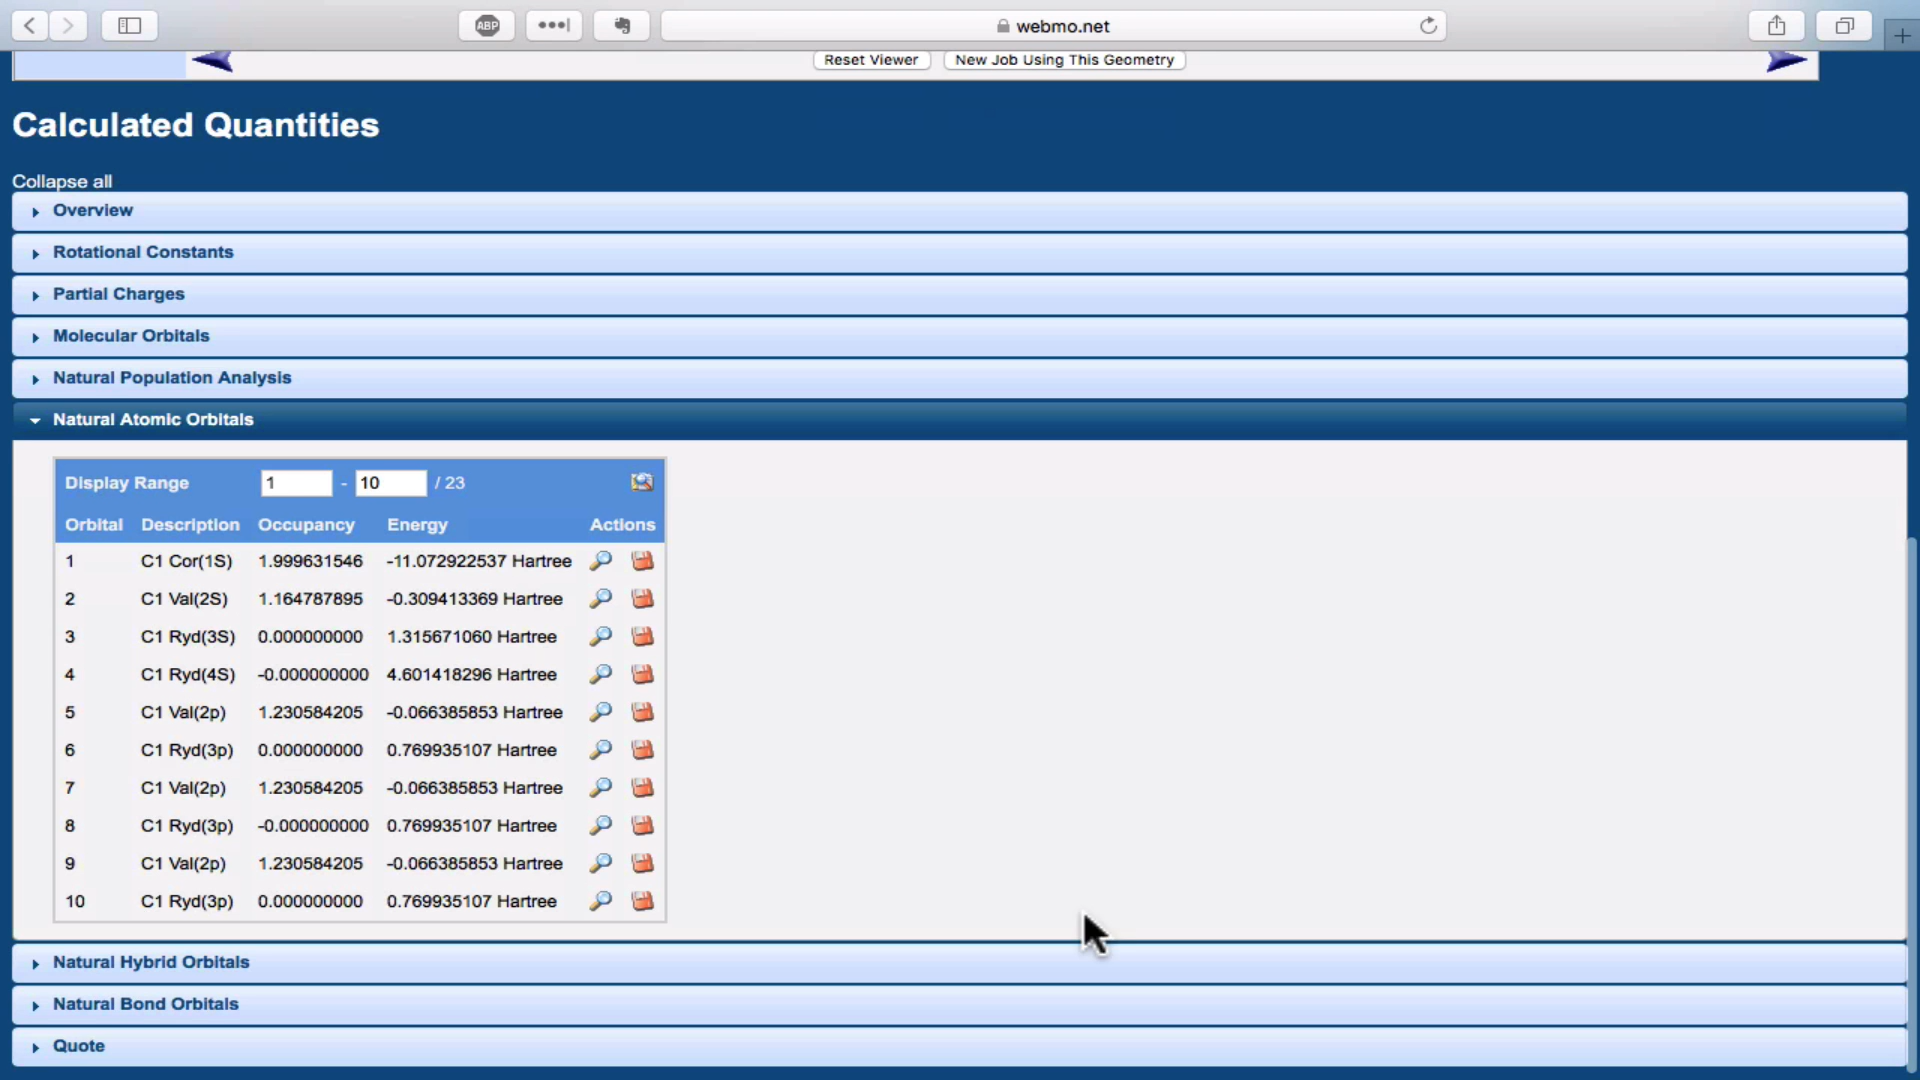 ABP
webmo.net
Reset Viewer New Job Using This Geometry
Calculated Quantities
Collapse all
Overview
Rotational Constants
Partial Charges
Molecular Orbitals
Natural Population Analysis
Natural Atomic Orbitals
Display Range 1 - 10 / 23
Orbital Description Occupancy Energy Actions
1 C1 Cor(1S) 1.999631546 -11.072922537 Hartree
2 C1 Val(2S) 1.164787895 -0.309413369 Hartree
3 C1 Ryd(3S) 0.000000000 1.315671060 Hartree
4 C1 Ryd(4S) -0.000000000 4.601418296 Hartree
5 C1 Val(2p) 1.230584205 -0.066385853 Hartree
6 C1 Ryd(3p) 0.000000000 0.769935107 Hartree
7 C1 Val(2p) 1.230584205 -0.066385853 Hartree
8 C1 Ryd(3p) -0.000000000 0.769935107 Hartree
9 C1 Val(2p) 1.230584205 -0.066385853 Hartree
10 C1 Ryd(3p) 0.000000000 0.769935107 Hartree
Natural Hybrid Orbitals
Natural Bond Orbitals
Quote